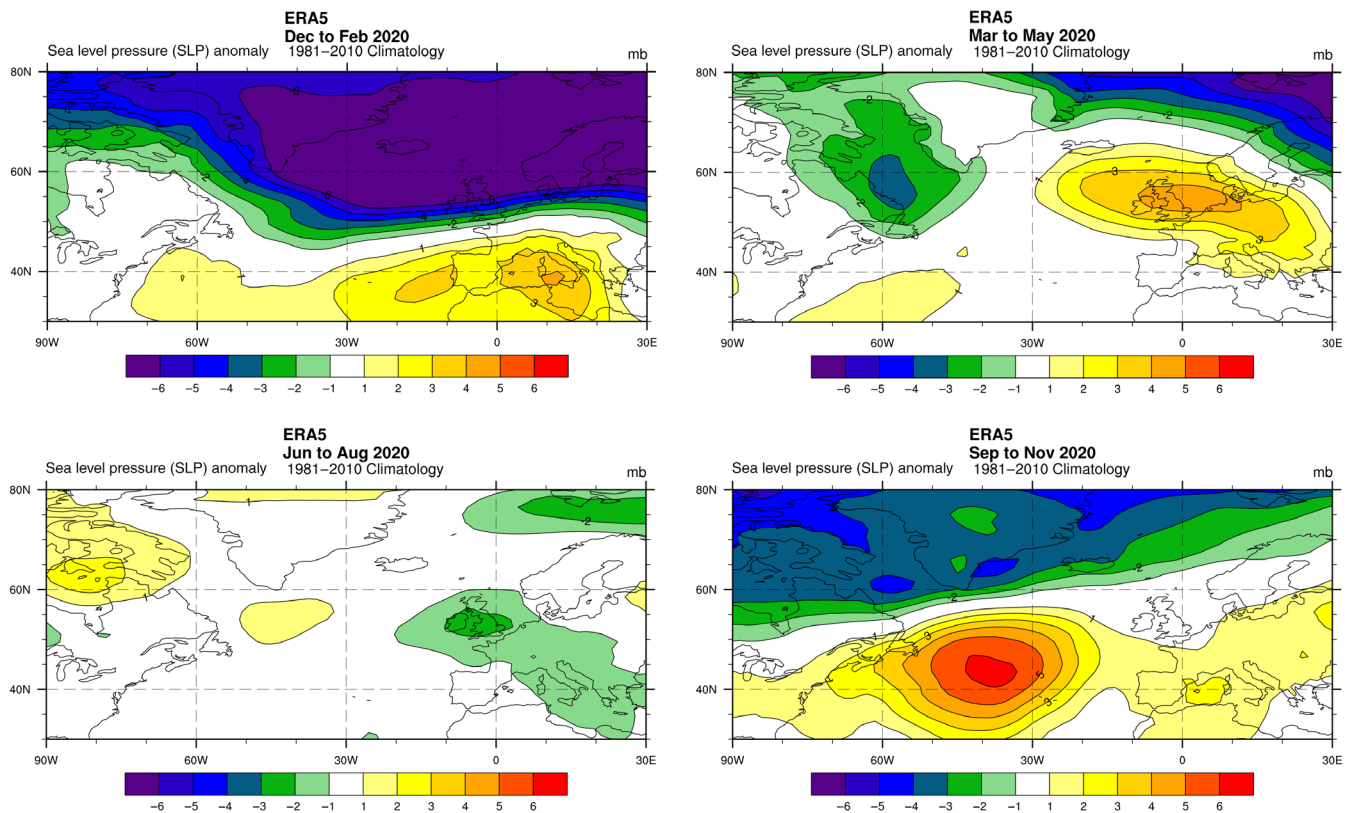 ERA5
Dec to Feb 2020
Sea level pressure (SLP) anomaly 1981−2010 Climatology mb
80N
60N
40N
90W 60W 30W 0 30E
−6 −5 −4 −3 −2 −1 1 2 3 4 5 6
ERA5
Mar to May 2020
Sea level pressure (SLP) anomaly 1981−2010 Climatology mb
80N
60N
40N
90W 60W 30W 0 30E
−6 −5 −4 −3 −2 −1 1 2 3 4 5 6
ERA5
Jun to Aug 2020
Sea level pressure (SLP) anomaly 1981−2010 Climatology mb
80N
60N
40N
90W 60W 30W 0 30E
−6 −5 −4 −3 −2 −1 1 2 3 4 5 6
ERA5
Sep to Nov 2020
Sea level pressure (SLP) anomaly 1981−2010 Climatology mb
80N
60N
40N
90W 60W 30W 0 30E
−6 −5 −4 −3 −2 −1 1 2 3 4 5 6